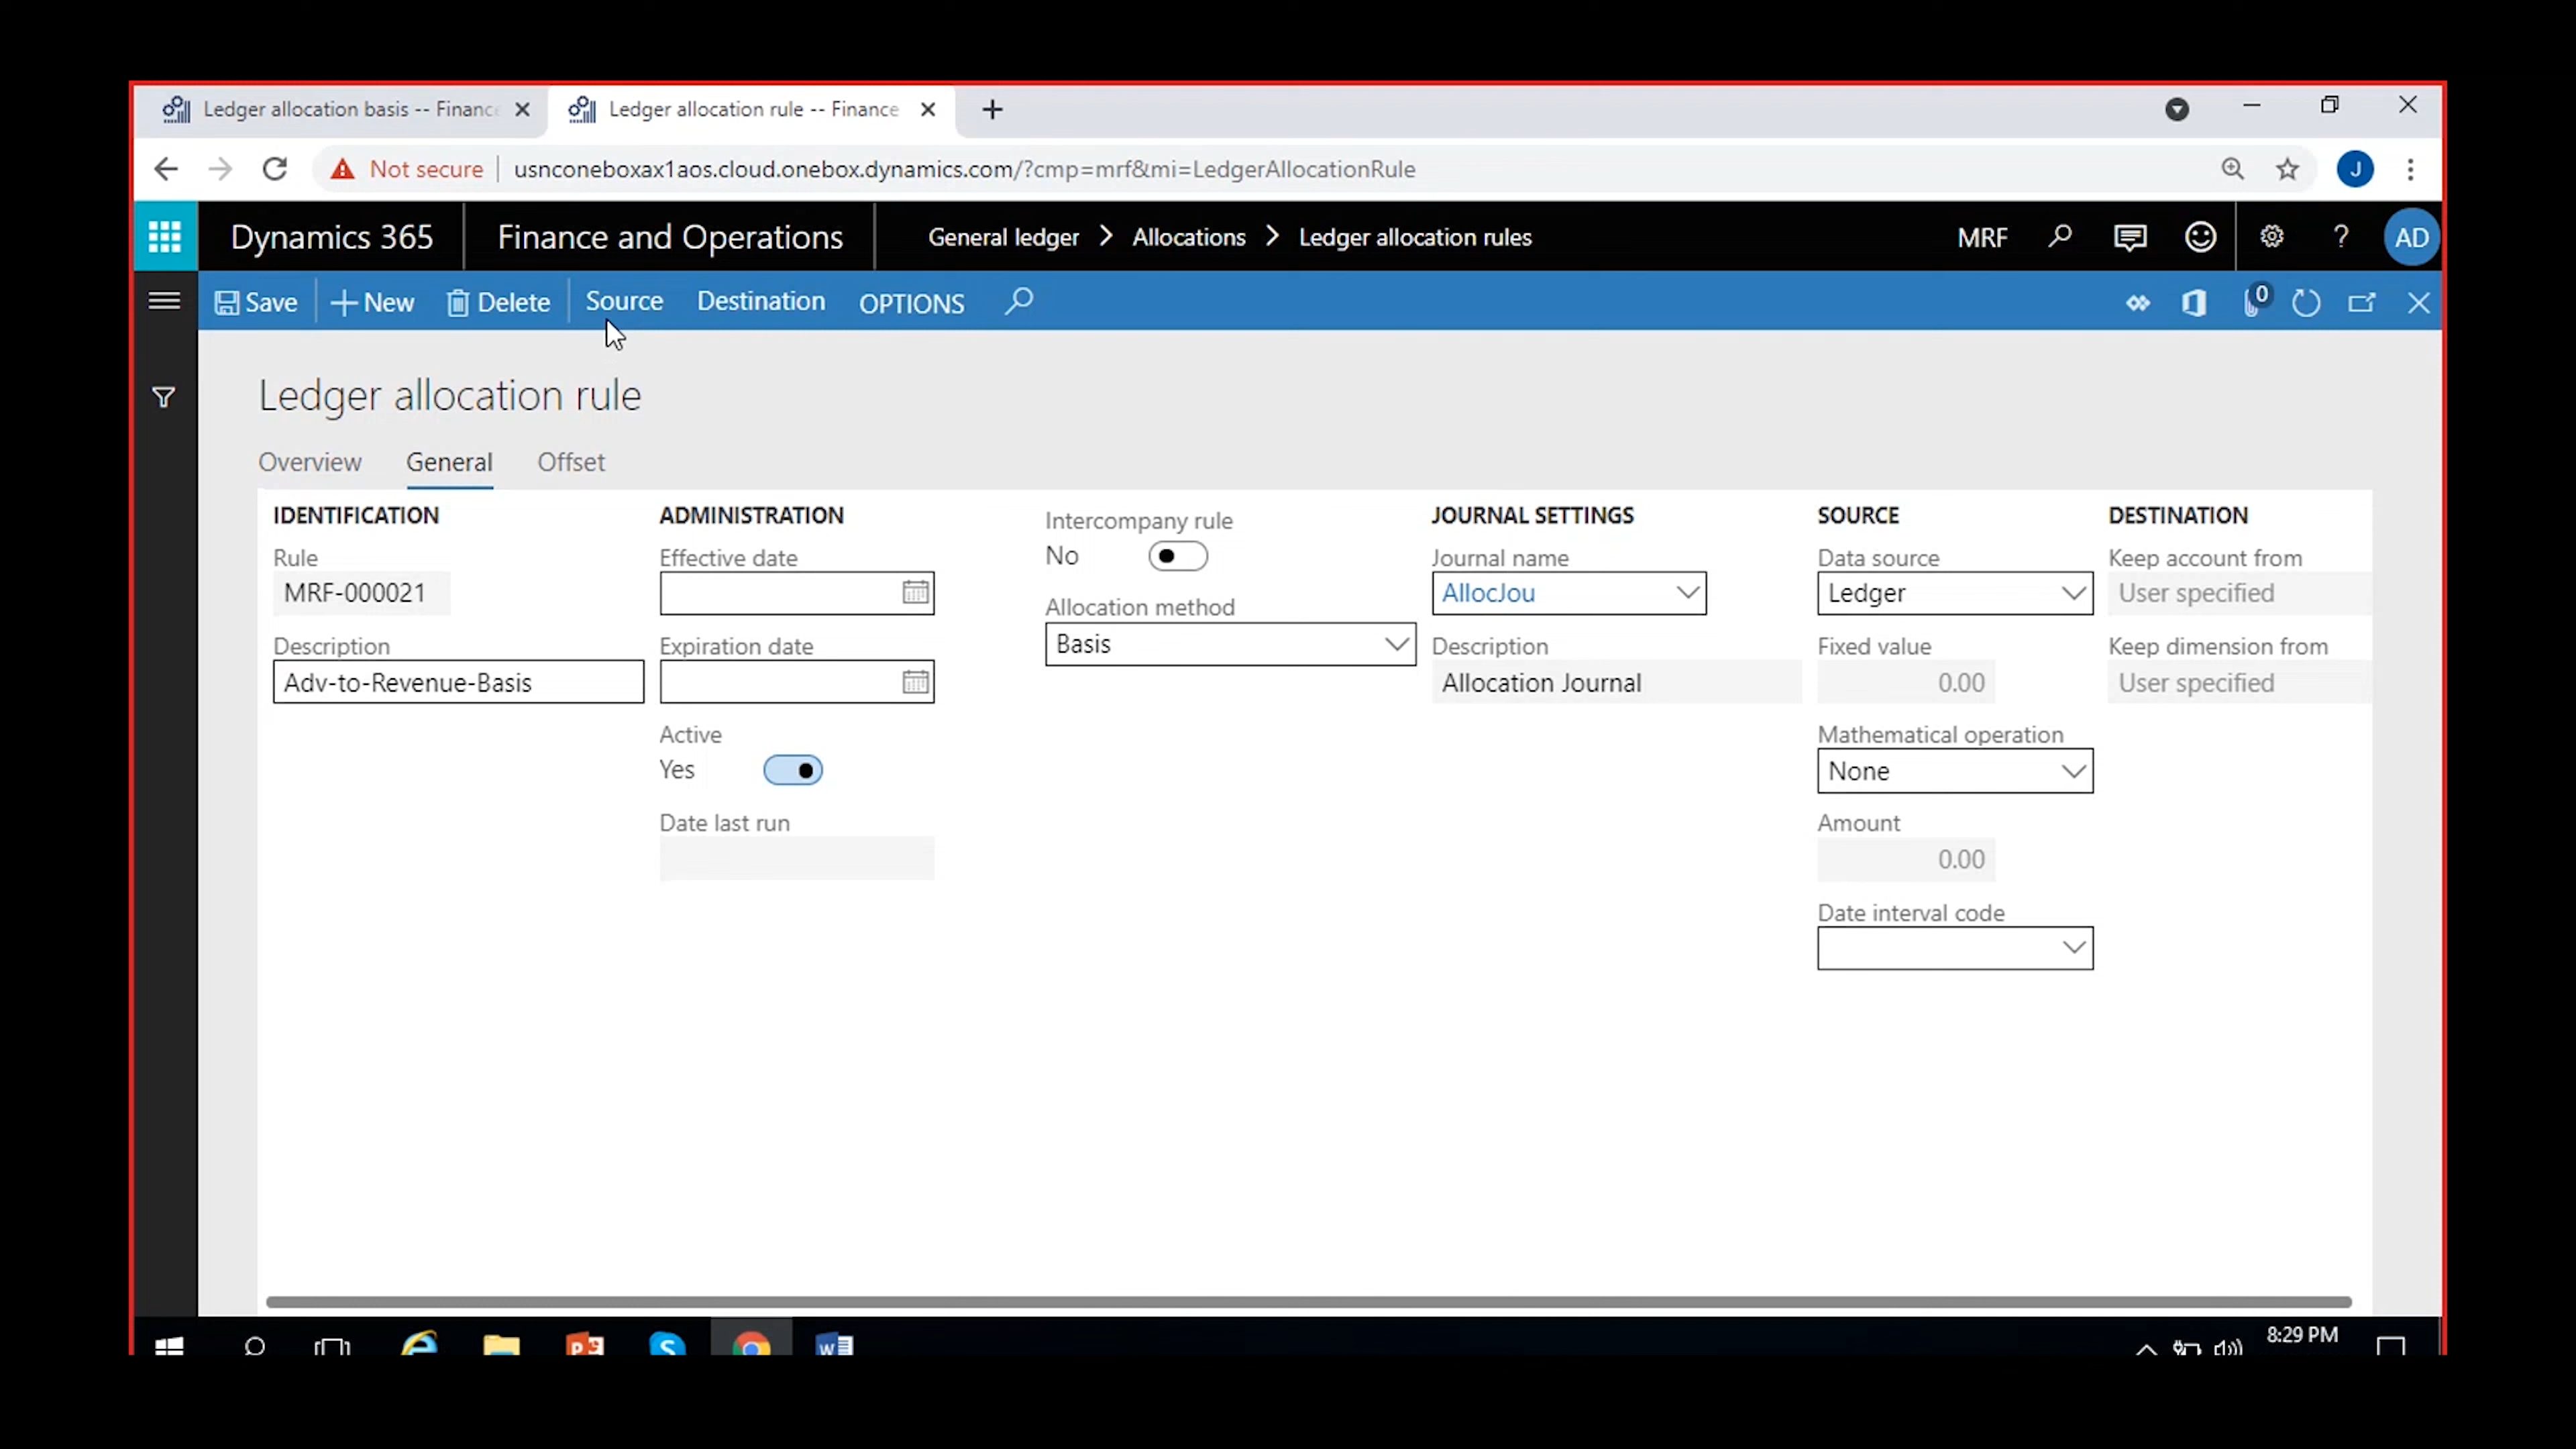 Ledger allocation basis -- Finance
Ledger allocation rule -- Finance
Not secure
usnconeboxax1aos.cloud.onebox.dynamics.com/?cmp=mrf&mi=LedgerAllocationRule
J
Dynamics 365
Finance and Operations
General ledger > Allocations > Ledger allocation rules
MRF
?
AD
Save
+ New
Delete
Source
Destination
OPTIONS
0
Ledger allocation rule
Overview
General
Offset
IDENTIFICATION
Rule
MRF-000021
Description
Adv-to-Revenue-Basis
ADMINISTRATION
Effective date
Expiration date
Active
Yes
Date last run
Intercompany rule
No
Allocation method
Basis
JOURNAL SETTINGS
Journal name
AllocJou
Description
Allocation Journal
SOURCE
Data source
Ledger
Fixed value
0.00
Mathematical operation
None
Amount
0.00
Date interval code
DESTINATION
Keep account from
User specified
Keep dimension from
User specified
8:29 PM